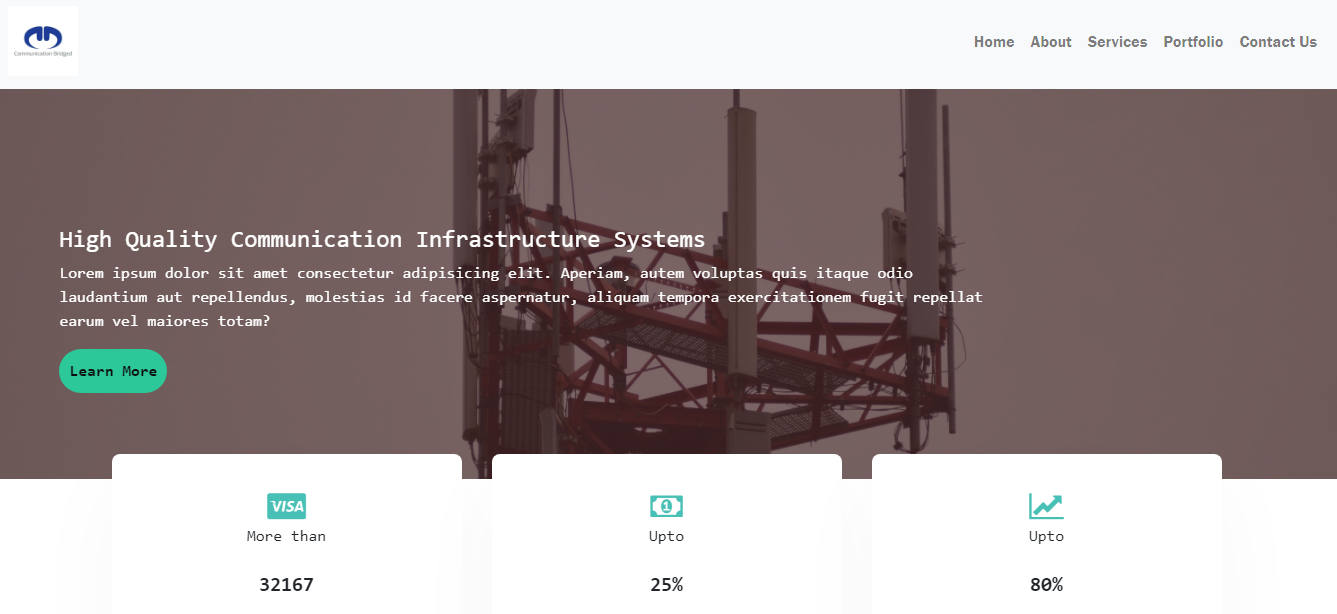 Communication Bridged
Home About Services Portfolio Contact Us
High Quality Communication Infrastructure Systems
Lorem ipsum dolor sit amet consectetur adipisicing elit. Aperiam, autem voluptas quis itaque odio
laudantium aut repellendus, molestias id facere aspernatur, aliquam tempora exercitationem fugit repellat
earum vel maiores totam?
Learn More
VISA 1
More than Upto Upto
32167 25% 80%